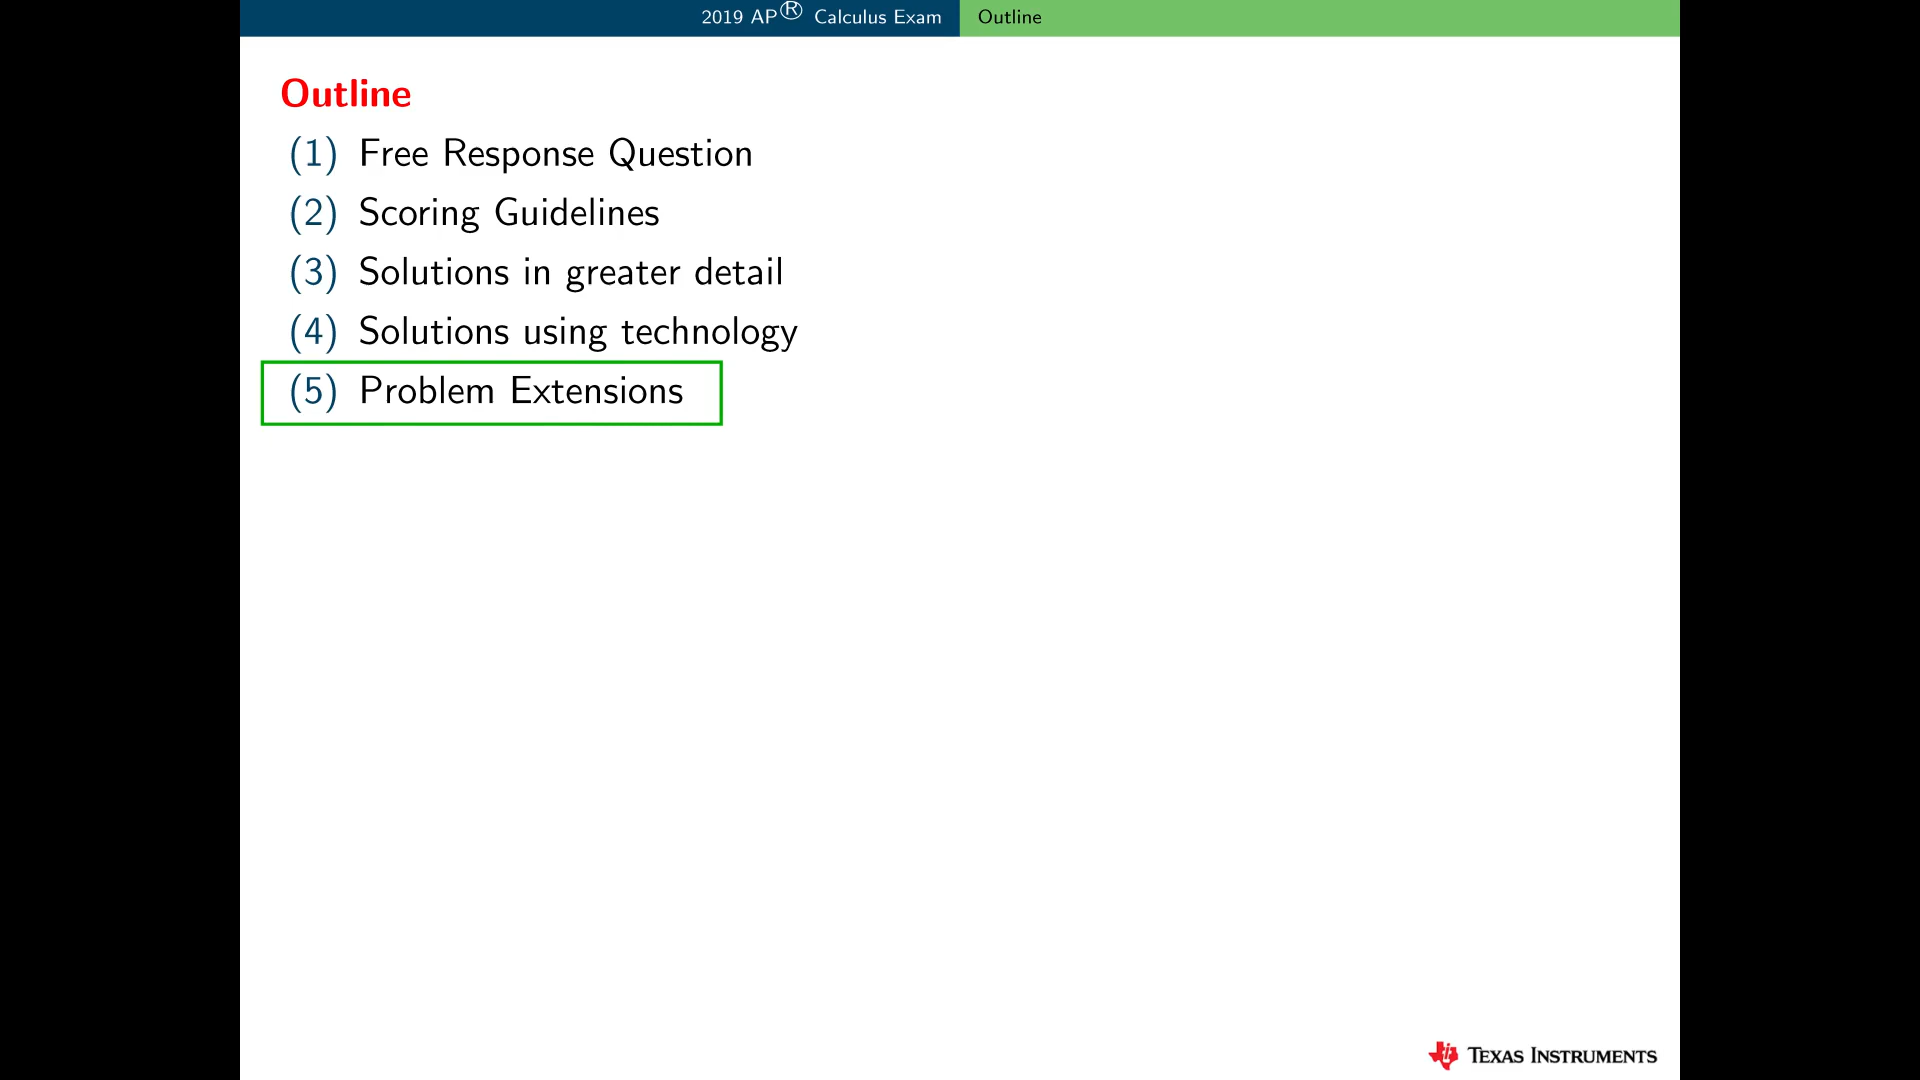 2019 AP® Calculus Exam Outline
Outline
(1) Free Response Question
(2) Scoring Guidelines
(3) Solutions in greater detail
(4) Solutions using technology
(5) Problem Extensions
TEXAS INSTRUMENTS